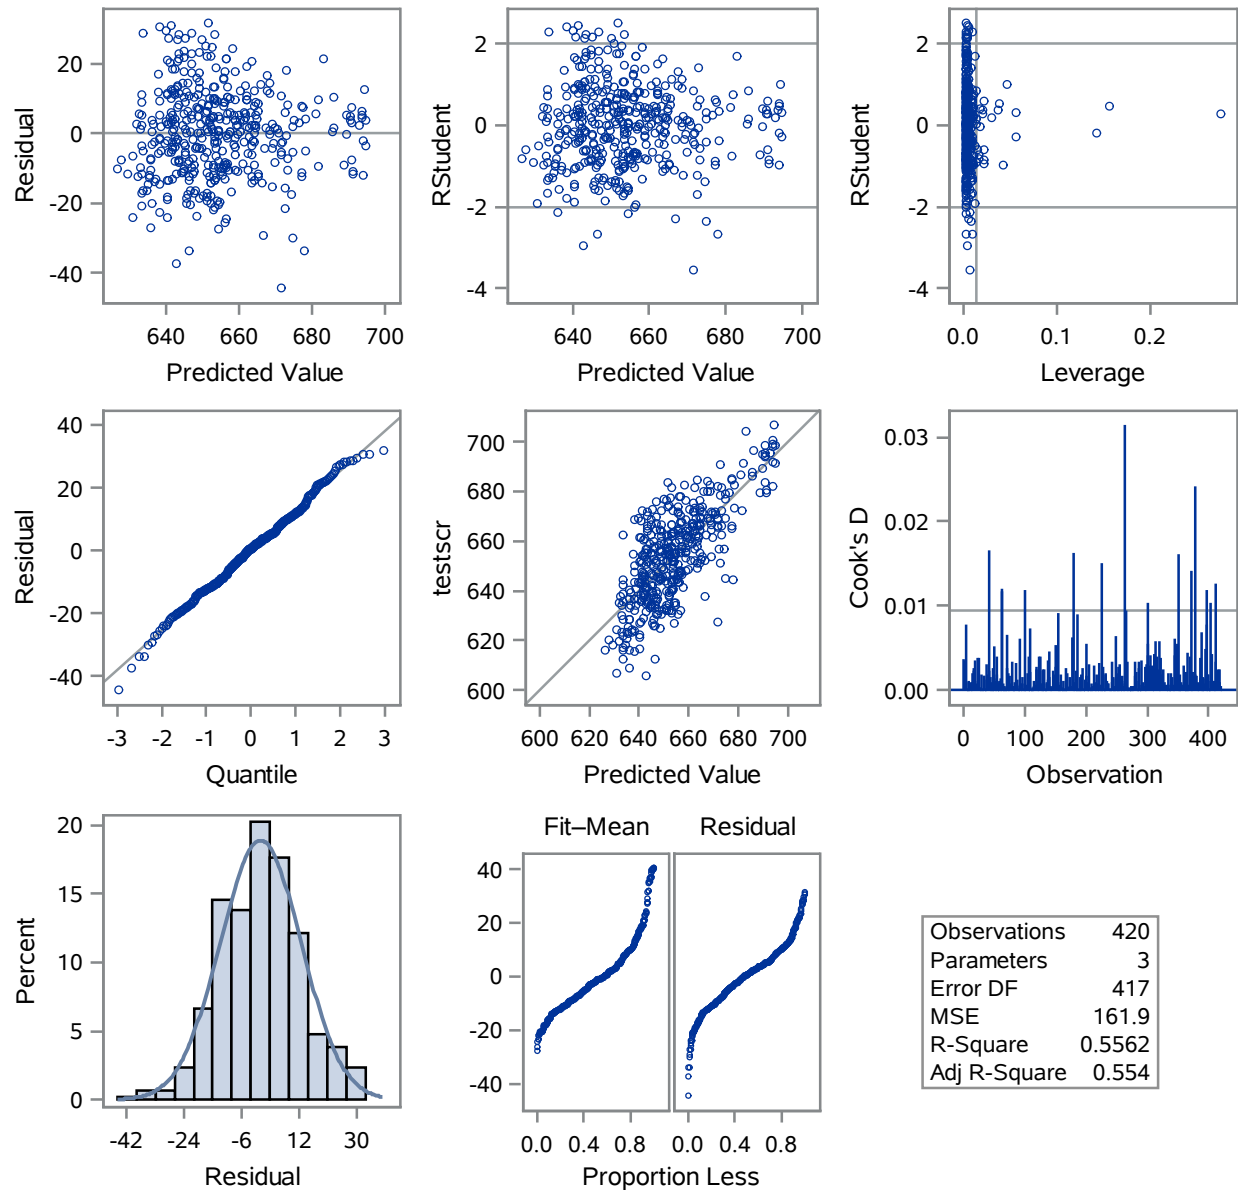 20
0
-20
-40
640 660 680 700
Residual
Predicted Value
2
0
-2
-4
640 660 680 700
RStudent
Predicted Value
2
0
-2
-4
0.0 0.1 0.2
RStudent
Leverage
40
20
0
-20
-40
-3 -2 -1 0 1 2 3
Residual
Quantile
700
680
660
640
620
600
600 620 640 660 680 700
testscr
Predicted Value
0.03
0.02
0.01
0.00
0 100 200 300 400
Cook's D
Observation
20
15
10
5
0
-42 -24 -6 12 30
Percent
Residual
Fit–Mean Residual
40
20
0
-20
-40
0.0 0.4 0.8 0.0 0.4 0.8
Proportion Less
Observations 420
Parameters 3
Error DF 417
MSE 161.9
R-Square 0.5562
Adj R-Square 0.554